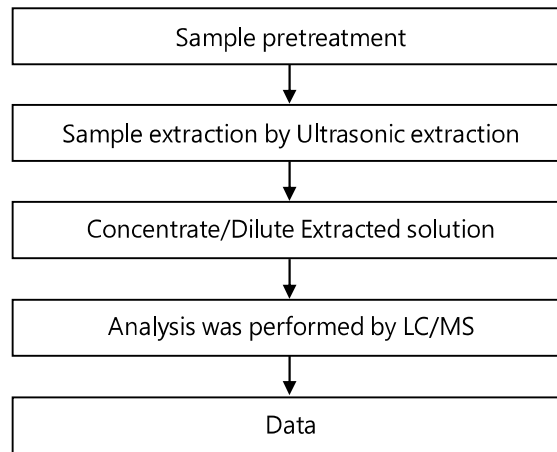 Sample pretreatment
Sample extraction by Ultrasonic extraction
Concentrate/Dilute Extracted solution
Analysis was performed by LC/MS
Data